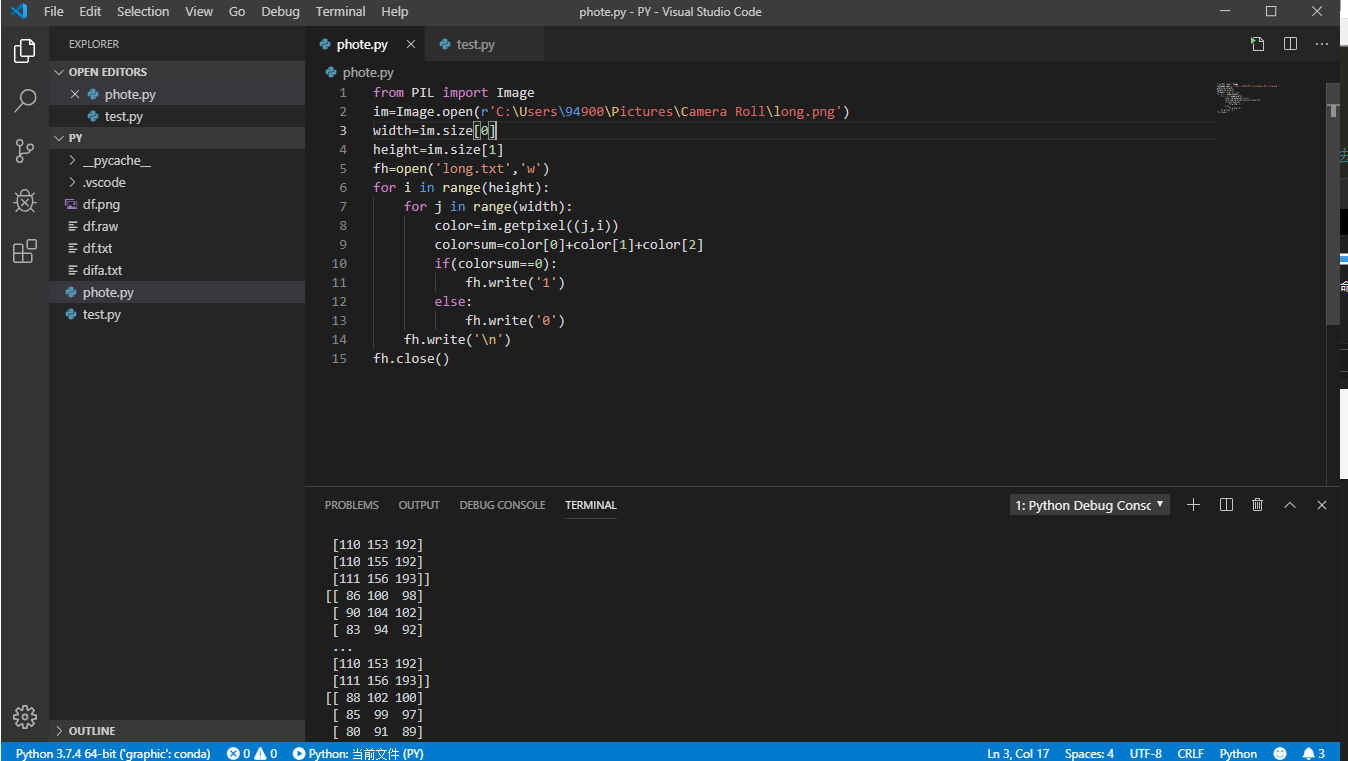 File Edit Selection View Go Debug Terminal Help phote.py - PY - Visual Studio Code
EXPLORER
OPEN EDITORS
phote.py
test.py
PY
__pycache__
.vscode
df.png
df.raw
df.txt
difa.txt
phote.py
test.py
OUTLINE
phote.py test.py
phote.py
1 from PIL import Image
2 im=Image.open(r'C:\Users\94900\Pictures\Camera Roll\long.png')
3 width=im.size[0]
4 height=im.size[1]
5 fh=open('long.txt','w')
6 for i in range(height):
7 for j in range(width):
8 color=im.getpixel((j,i))
9 colorsum=color[0]+color[1]+color[2]
10 if(colorsum==0):
11 fh.write('1')
12 else:
13 fh.write('0')
14 fh.write('\n')
15 fh.close()
PROBLEMS OUTPUT DEBUG CONSOLE TERMINAL 1: Python Debug Consc
[110 153 192]
[110 155 192]
[111 156 193]]
[[ 86 100 98]
[ 90 104 102]
[ 83 94 92]
...
[110 153 192]
[111 156 193]]
[[ 88 102 100]
[ 85 99 97]
[ 80 91 89]
Python 3.7.4 64-bit ('graphic': conda) 0 0 Python: 当前文件 (PY) Ln 3, Col 17 Spaces: 4 UTF-8 CRLF Python 3